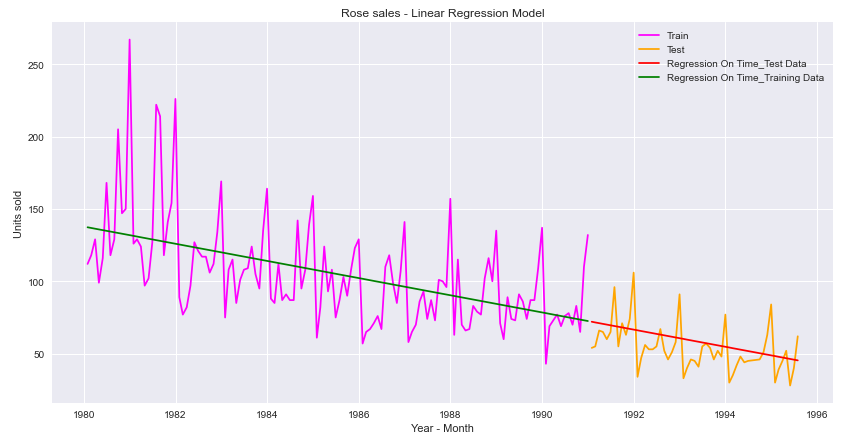 Rose sales - Linear Regression Model
Train
Test
Regression On Time_Test Data
Regression On Time_Training Data
Units sold
250
200
150
100
50
1980 1982 1984 1986 1988 1990 1992 1994 1996
Year - Month